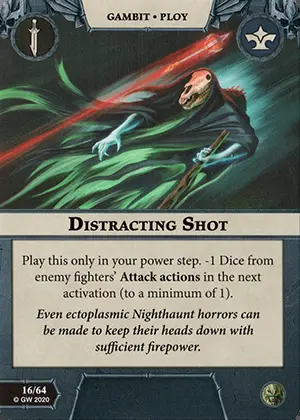 GAMBIT • PLOY
DISTRACTING SHOT
Play this only in your power step. -1 Dice from
enemy fighters' Attack actions in the next
activation (to a minimum of 1).
Even ectoplasmic Nighthaunt horrors can
be made to keep their heads down with
sufficient firepower.
16/64
© GW 2020